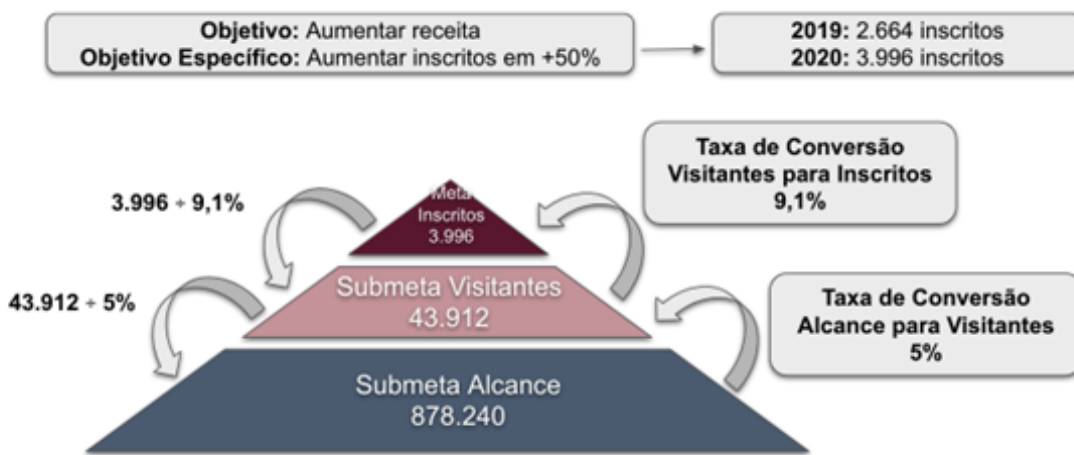 Objetivo: Aumentar receita
Objetivo Específico: Aumentar inscritos em +50%
2019: 2.664 inscritos
2020: 3.996 inscritos
Taxa de Conversão
Visitantes para Inscritos
9,1%
3.996 ÷ 9,1%
Meta
Inscritos
3.996
Submeta Visitantes
43.912
43.912 ÷ 5%
Taxa de Conversão
Alcance para Visitantes
5%
Submeta Alcance
878.240